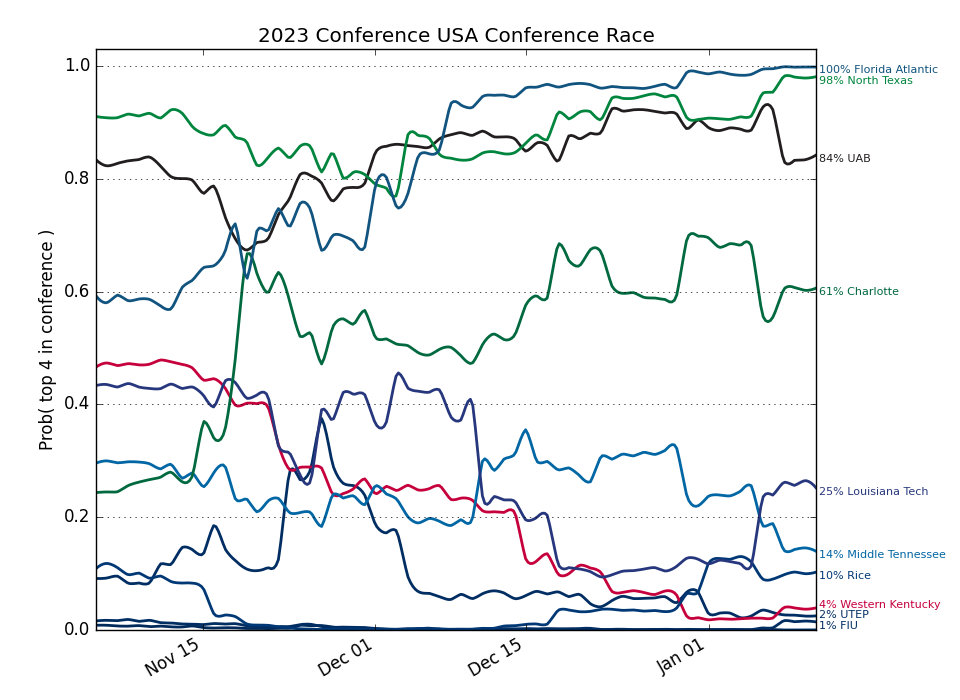 2023 Conference USA Conference Race
Prob( top 4 in conference )
1.0
0.8
0.6
0.4
0.2
0.0
Nov 15
Dec 01
Dec 15
Jan 01
100% Florida Atlantic
98% North Texas
84% UAB
61% Charlotte
25% Louisiana Tech
14% Middle Tennessee
10% Rice
4% Western Kentucky
2% UTEP
1% FIU